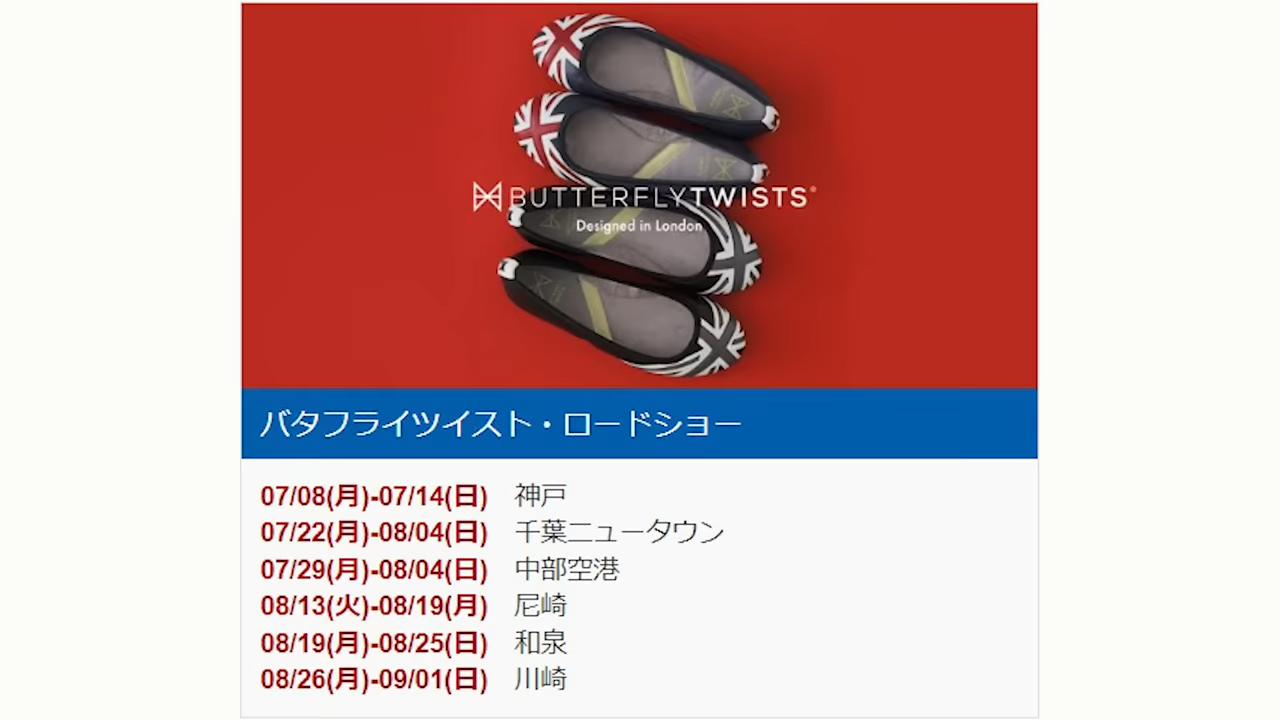 BUTTERFLYTWISTS®
Designed in London
バタフライツイスト・ロードショー
07/08(月)-07/14(日) 神戸
07/22(月)-08/04(日) 千葉ニュータウン
07/29(月)-08/04(日) 中部空港
08/13(火)-08/19(月) 尼崎
08/19(月)-08/25(日) 和泉
08/26(月)-09/01(日) 川崎